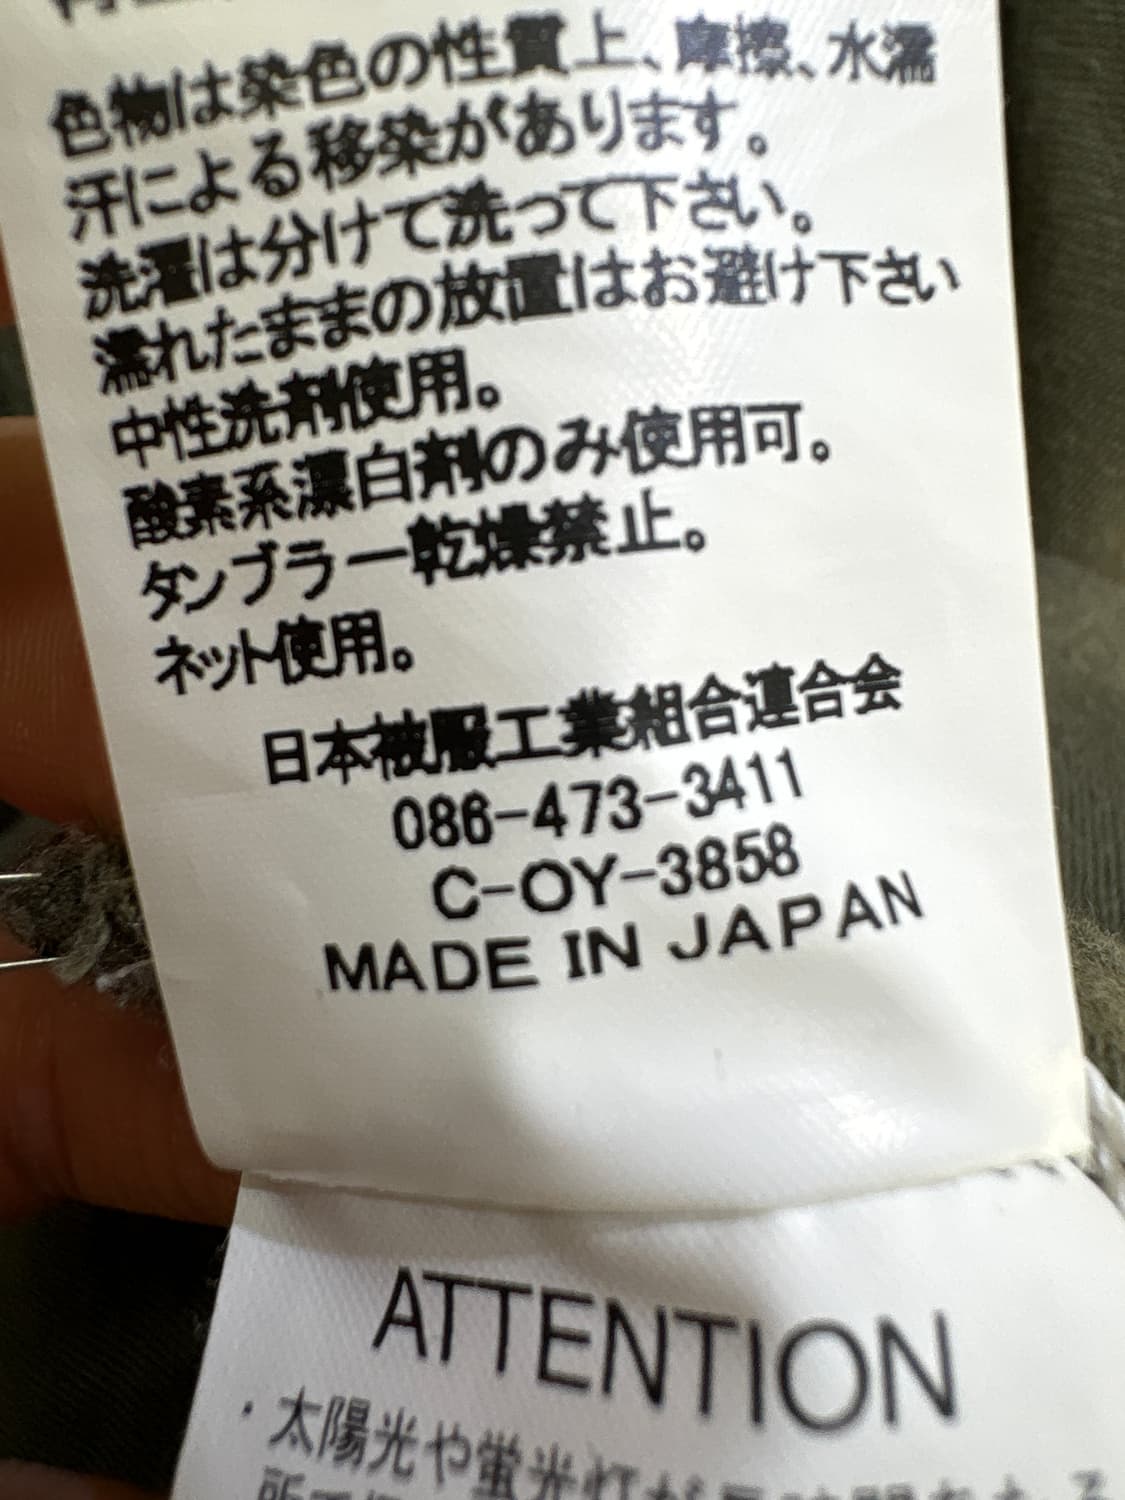 色物は染色の性質上、摩擦、水濡
汗による移染があります。
洗濯は分けて洗って下さい。
濡れたままの放置はお避け下さい
中性洗剤使用。
酸素系漂白剤のみ使用可。
タンブラー乾燥禁止。
ネット使用。
日本被服工業組合連合会
086-473-3411
C-OY-3858
MADE IN JAPAN
ATTENTION
・太陽光や蛍光灯が